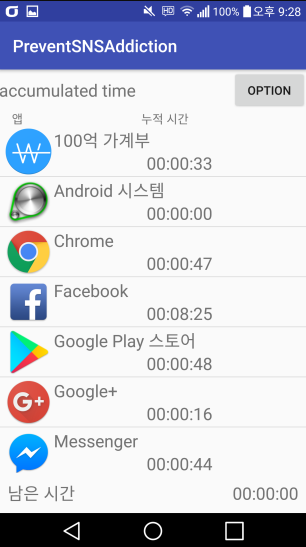 100% 오후 9:28
PreventSNSAddiction
accumulated time OPTION
앱 누적 시간
100억 가계부
00:00:33
Android 시스템
00:00:00
Chrome
00:00:47
Facebook
00:08:25
Google Play 스토어
00:00:48
Google+
00:00:16
Messenger
00:00:44
남은 시간 00:00:00